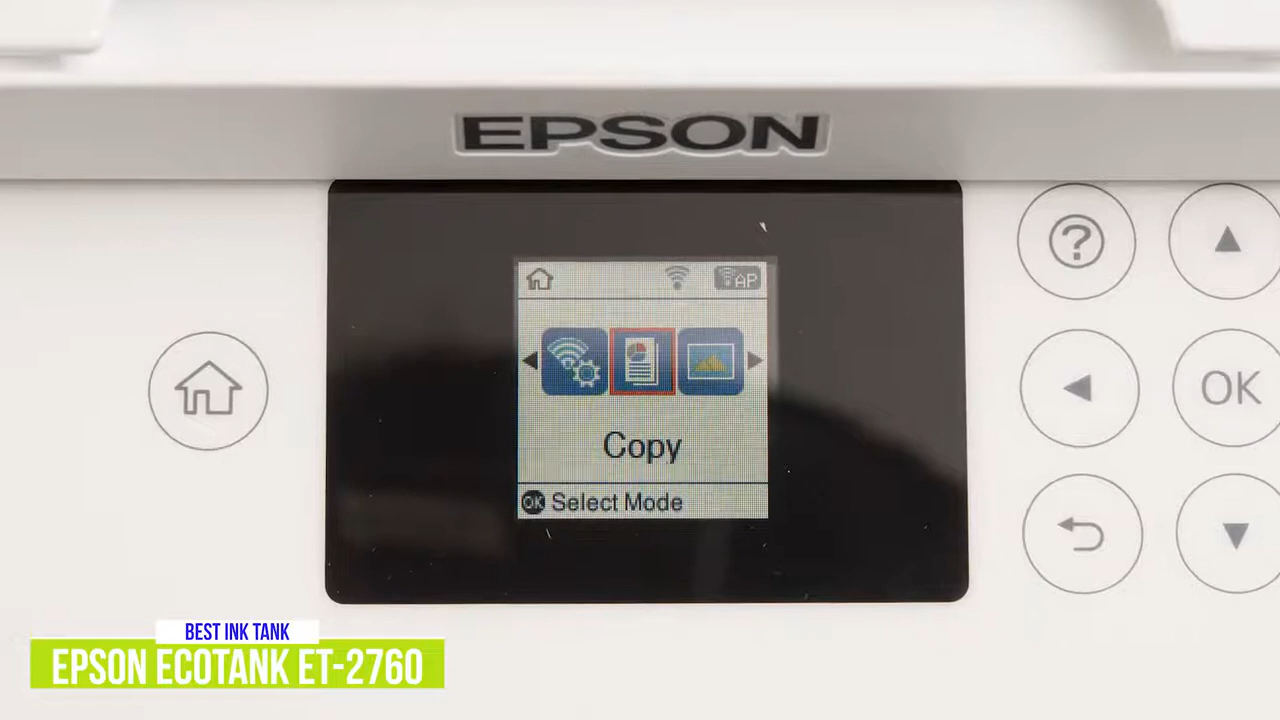 EPSON
?
AP
OK
Copy
OK Select Mode
BEST INK TANK
EPSON ECOTANK ET-2760